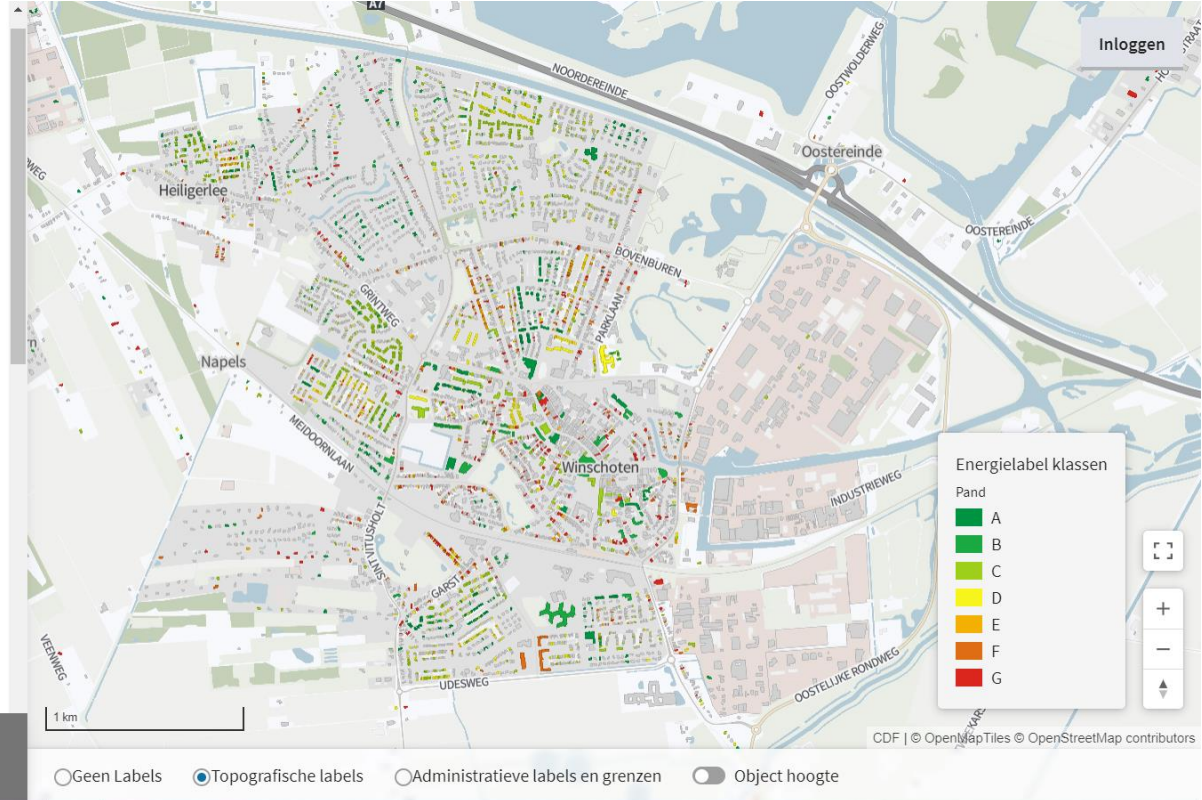 A7
Inloggen
NOORDEREINDE
OOSTWOLDERWEG
Oostereinde
Heiligerlee
OOSTEREINDE
BOVENBUREN
GRINTWEG
PARKLAAN
Napels
MEIDOORNLAAN
Winschoten
INDUSTRIEWEG
SINT VITUSHOLT
GARST
VEENWEG
UDESWEG
OOSTELIJKE RONDWEG
Energielabel klassen
Pand
A
B
C
D
E
F
G
1 km
CDF | © OpenMapTiles © OpenStreetMap contributors
Geen Labels
Topografische labels
Administratieve labels en grenzen
Object hoogte